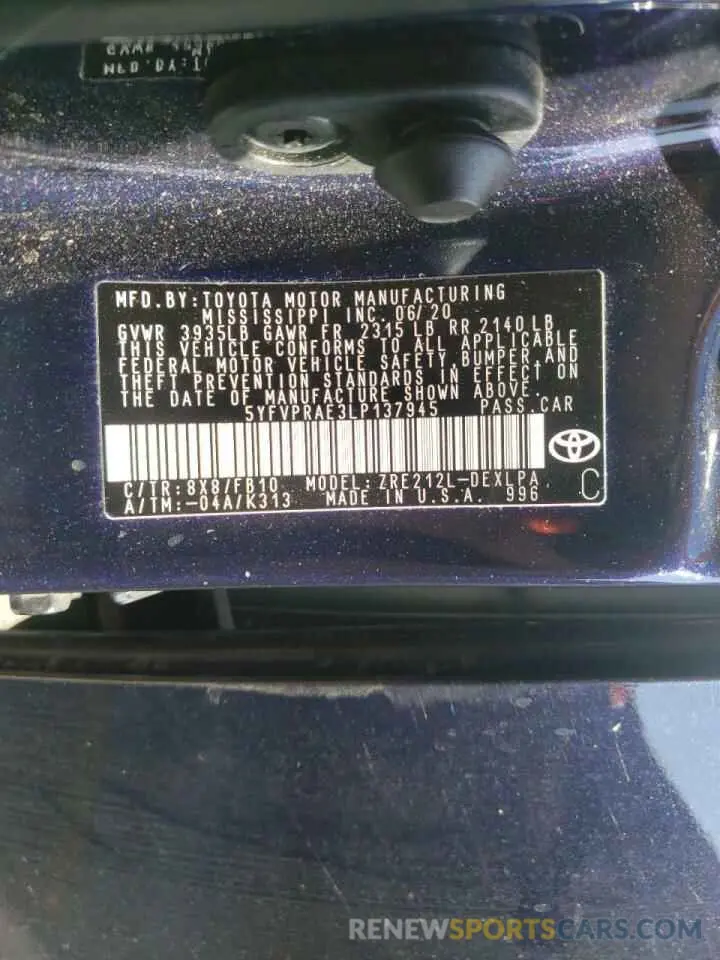 MFD.BY:TOYOTA MOTOR MANUFACTURING
MISSISSIPPI INC. 06/20
GVWR 3935LB GAWR FR 2315 LB RR 2140 LB
THIS VEHICLE CONFORMS TO ALL APPLICABLE
FEDERAL MOTOR VEHICLE SAFETY, BUMPER AND
THEFT PREVENTION STANDARDS IN EFFECT ON
THE DATE OF MANUFACTURE SHOWN ABOVE.
5YFVPRAE3LP137945 PASS.CAR
C/TR:8X8/FB10 MODEL:ZRE212L-DEXLPA
A/TM:-04A/K313 MADE IN U.S.A. 996 C
RENEWSPORTSCARS.COM